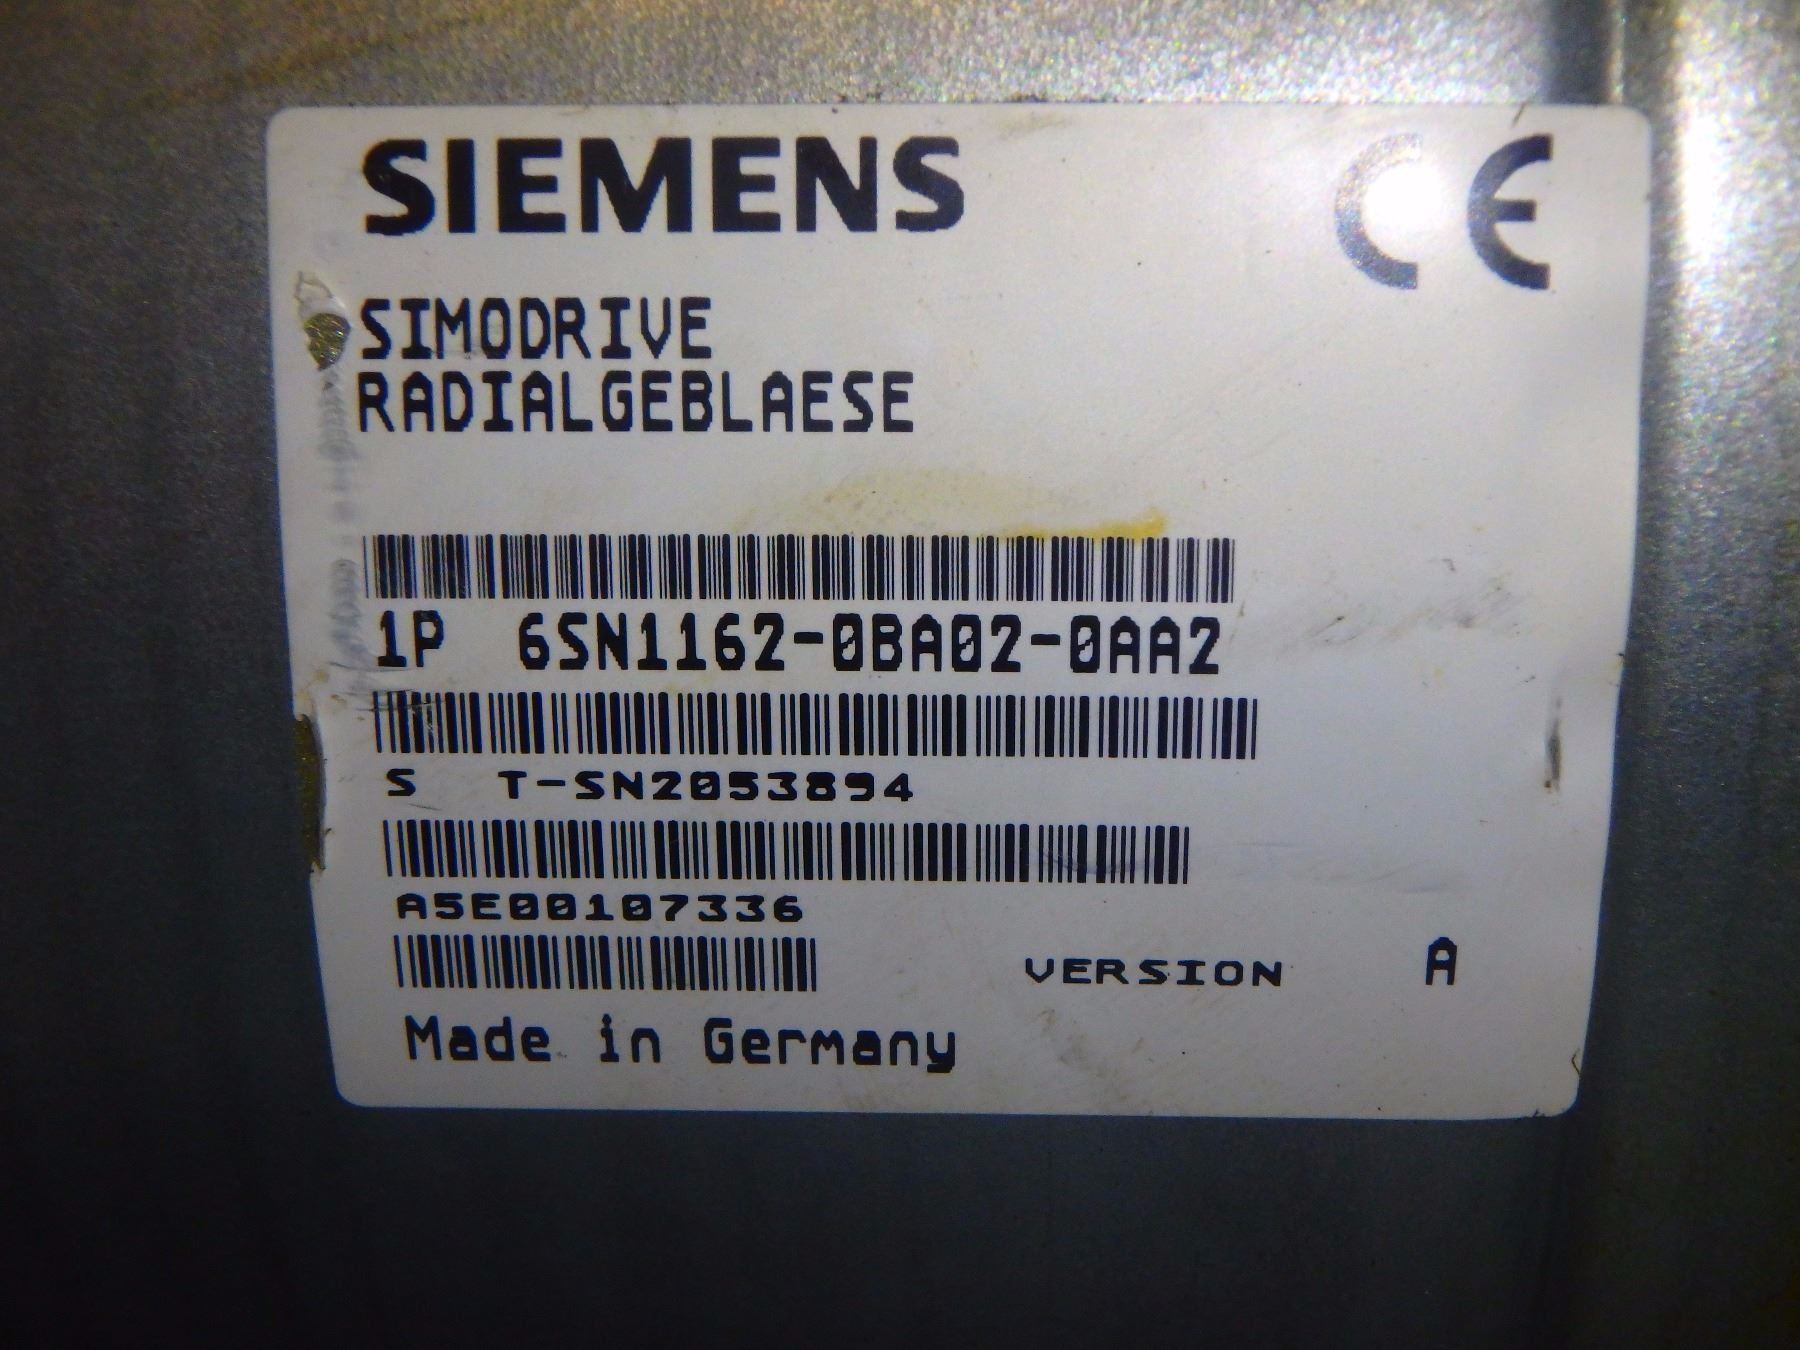 SIEMENS CE
SIMODRIVE
RADIALGEBLAESE
1P 6SN1162-0BA02-0AA2
S T-SN2053894
A5E00107336
VERSION A
Made in Germany